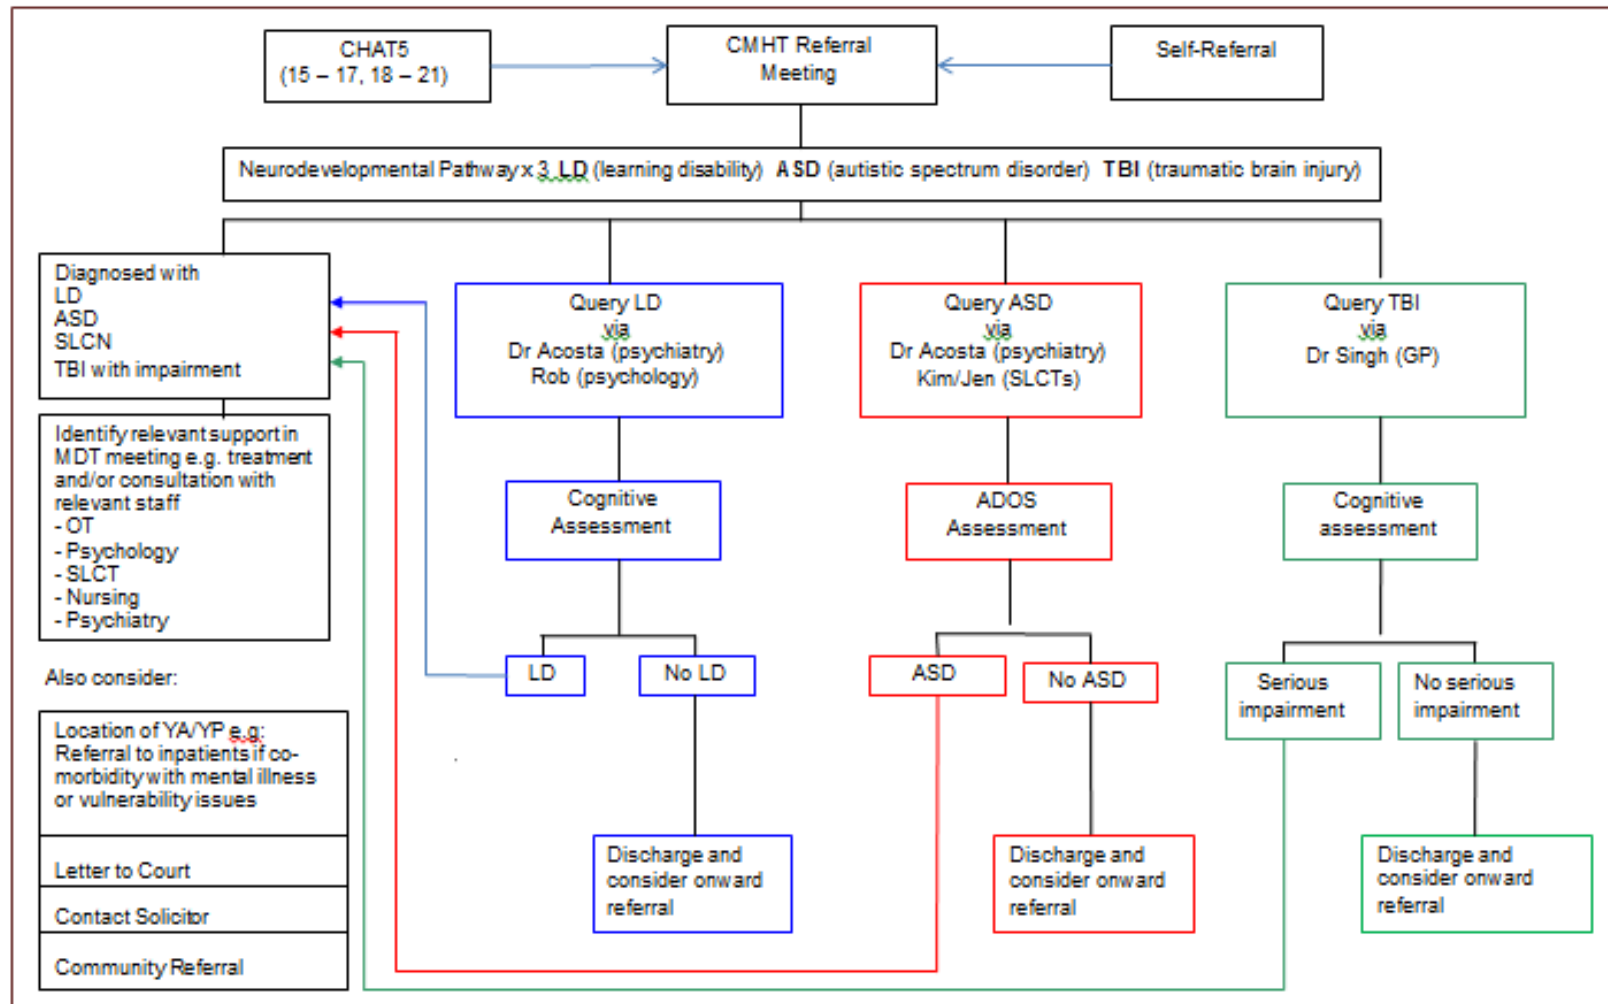 CHAT5
(15 – 17, 18 – 21)
CMHT Referral
Meeting
Self-Referral
Neurodevelopmental Pathway x 3 LD (learning disability) ASD (autistic spectrum disorder) TBI (traumatic brain injury)
Diagnosed with
LD
ASD
SLCN
TBI with impairment
Query LD
via
Dr Acosta (psychiatry)
Rob (psychology)
Query ASD
via
Dr Acosta (psychiatry)
Kim/Jen (SLCTs)
Query TBI
via
Dr Singh (GP)
Identify relevant support in
MDT meeting e.g. treatment
and/or consultation with
relevant staff
- OT
- Psychology
- SLCT
- Nursing
- Psychiatry
Cognitive
Assessment
ADOS
Assessment
Cognitive
assessment
LD
No LD
ASD
No ASD
Serious
impairment
No serious
impairment
Also consider:
Location of YA/YP e.g:
Referral to inpatients if co-
morbidity with mental illness
or vulnerability issues
Letter to Court
Contact Solicitor
Community Referral
Discharge and
consider onward
referral
Discharge and
consider onward
referral
Discharge and
consider onward
referral